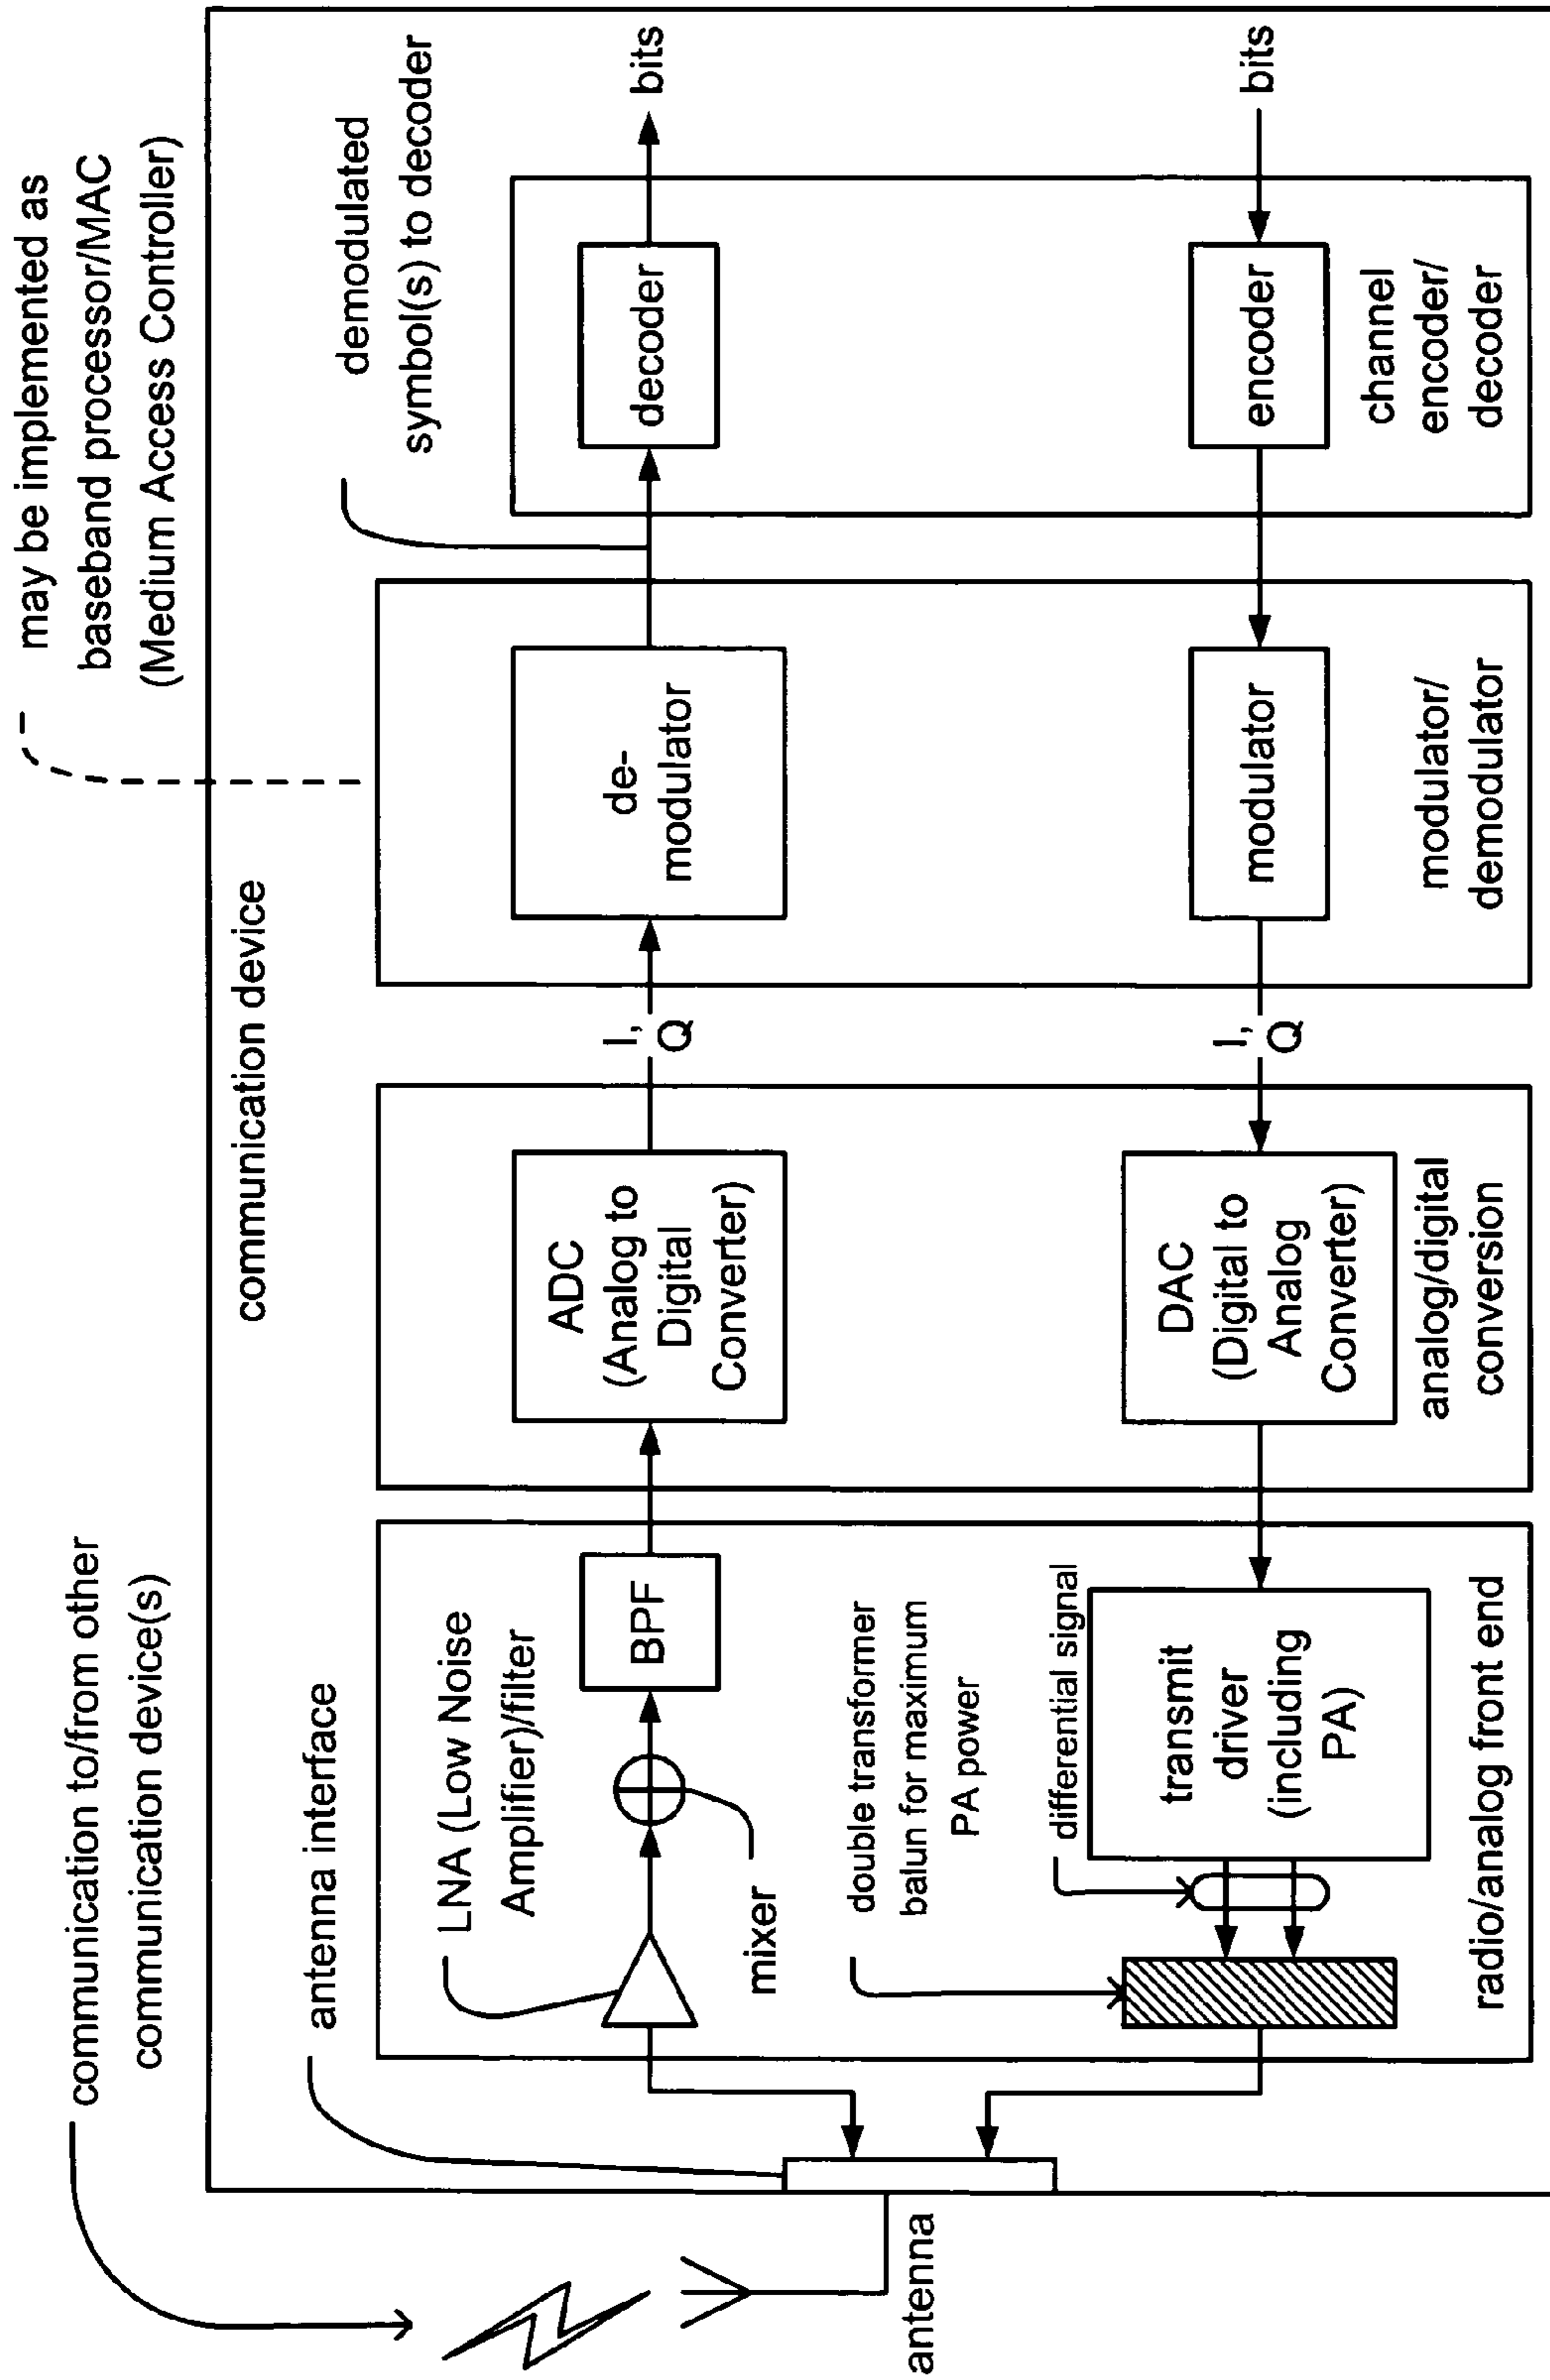 communication to/from other
communication device(s)
may be implemented as
baseband processor/MAC
(Medium Access Controller)
communication device
antenna interface
antenna
LNA (Low Noise
Amplifier)/filter
mixer
BPF
double transformer
balun for maximum
PA power
differential signal
transmit
driver
(including
PA)
radio/analog front end
ADC
(Analog to
Digital
Converter)
DAC
(Digital to
Analog
Converter)
analog/digital
conversion
I,
Q
I,
Q
de-
modulator
modulator
modulator/
demodulator
demodulated
symbol(s) to decoder
decoder
encoder
channel
encoder/
decoder
bits
bits